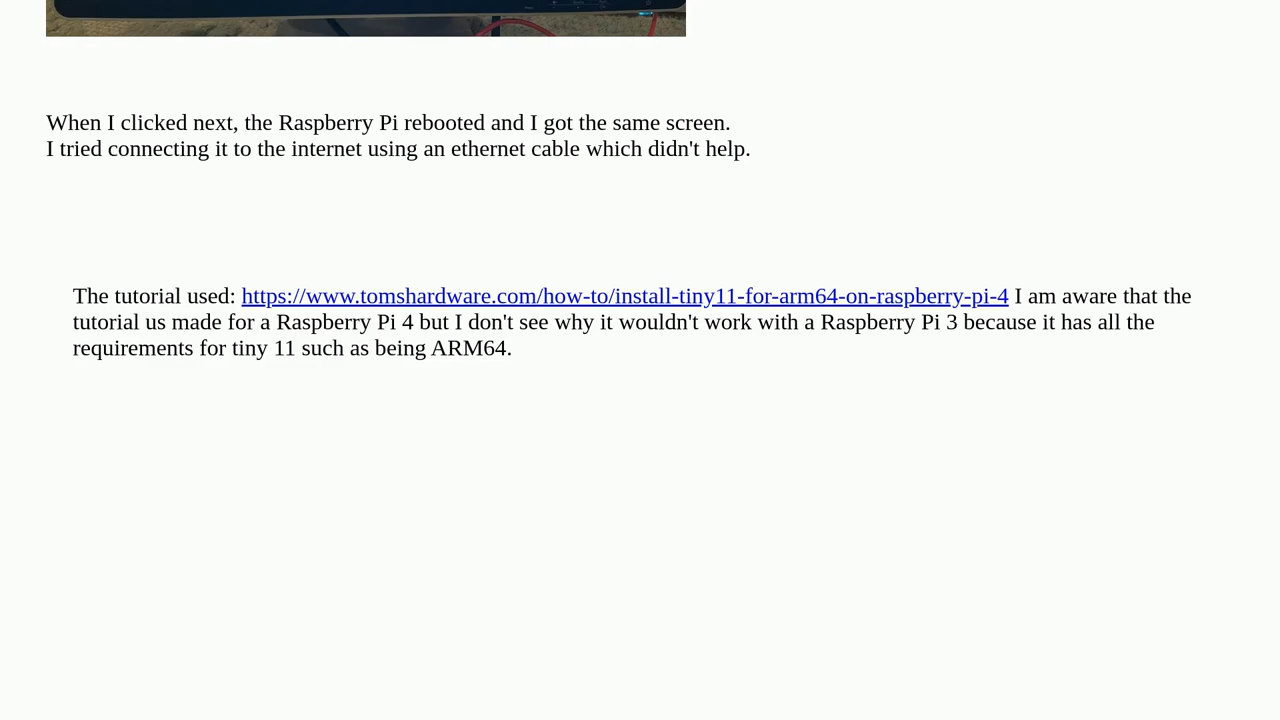 When I clicked next, the Raspberry Pi rebooted and I got the same screen.
I tried connecting it to the internet using an ethernet cable which didn't help.
The tutorial used: https://www.tomshardware.com/how-to/install-tiny11-for-arm64-on-raspberry-pi-4 I am aware that the
tutorial us made for a Raspberry Pi 4 but I don't see why it wouldn't work with a Raspberry Pi 3 because it has all the
requirements for tiny 11 such as being ARM64.